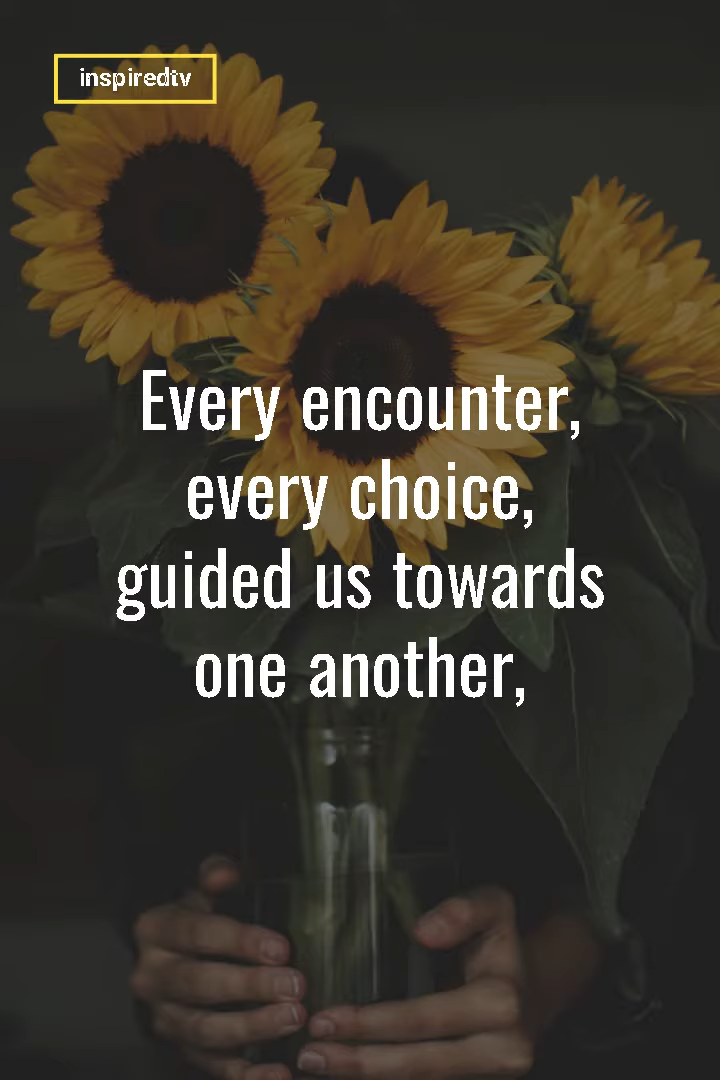 inspiredtv
Every encounter,
every choice,
guided us towards
one another,